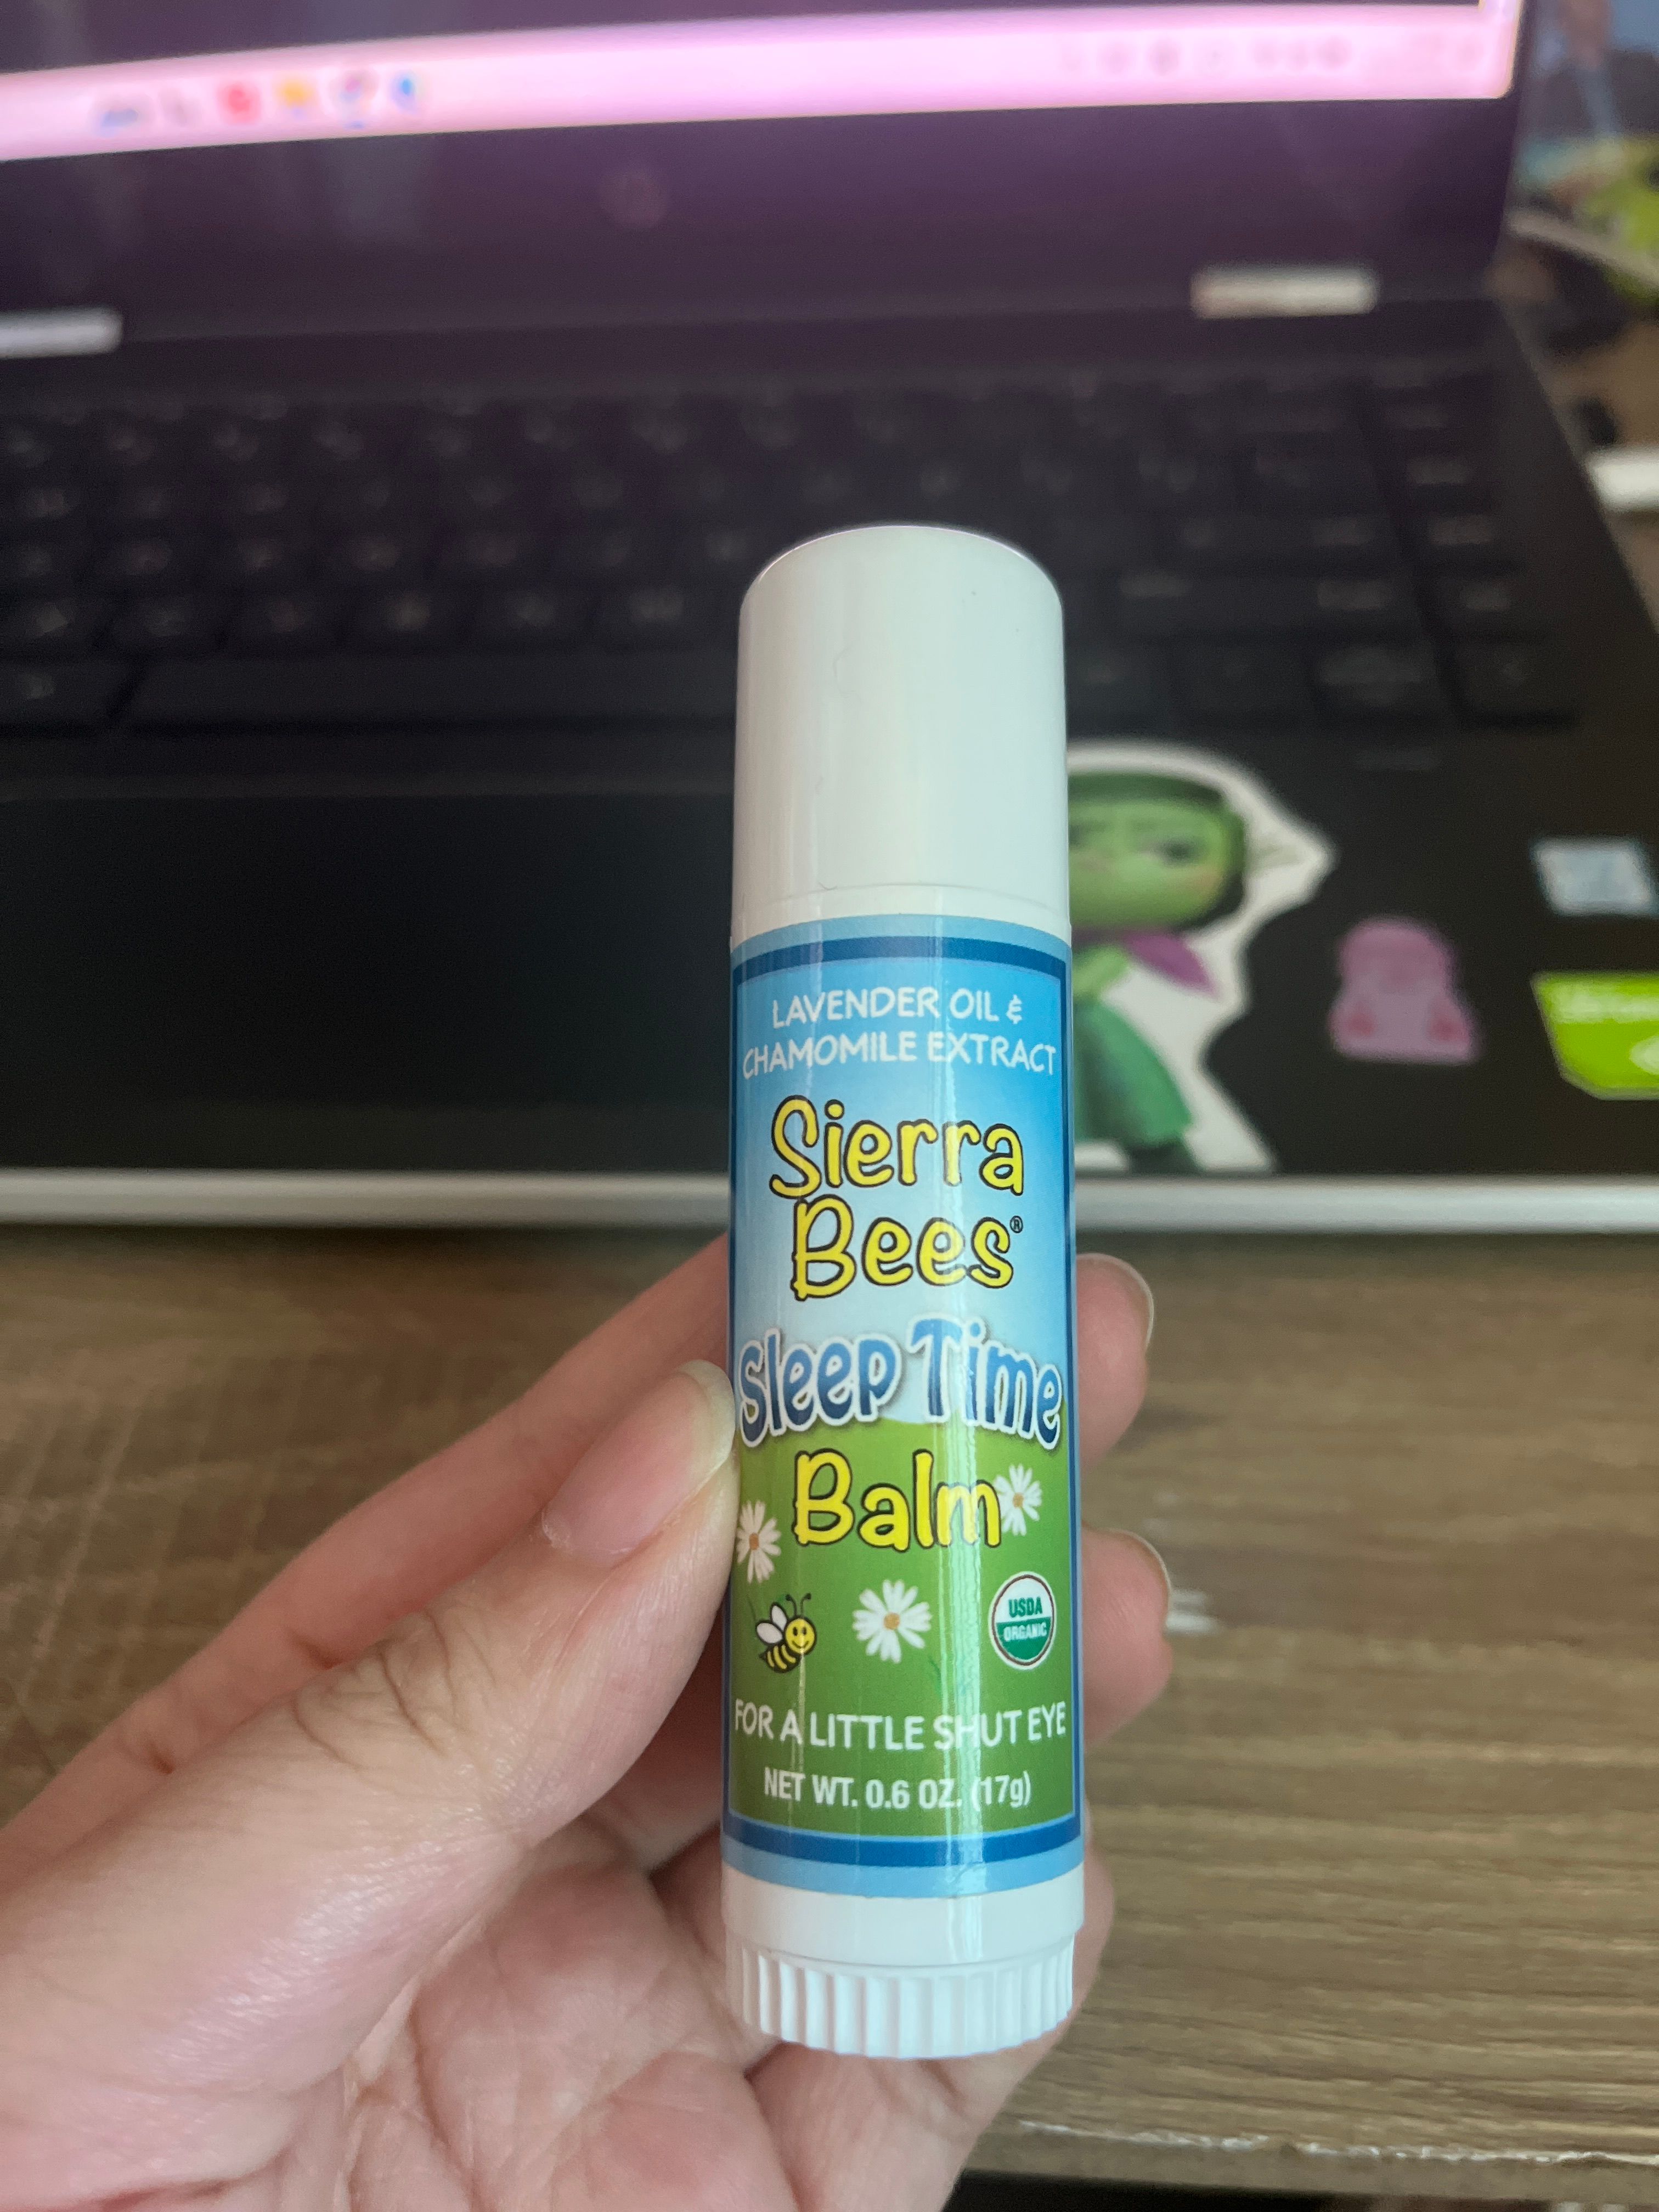 LAVENDER OIL &
CHAMOMILE EXTRACT
Sierra
Bees®
Sleep Time
Balm
USDA
ORGANIC
FOR A LITTLE SHUT EYE
NET WT. 0.6 OZ. (17g)